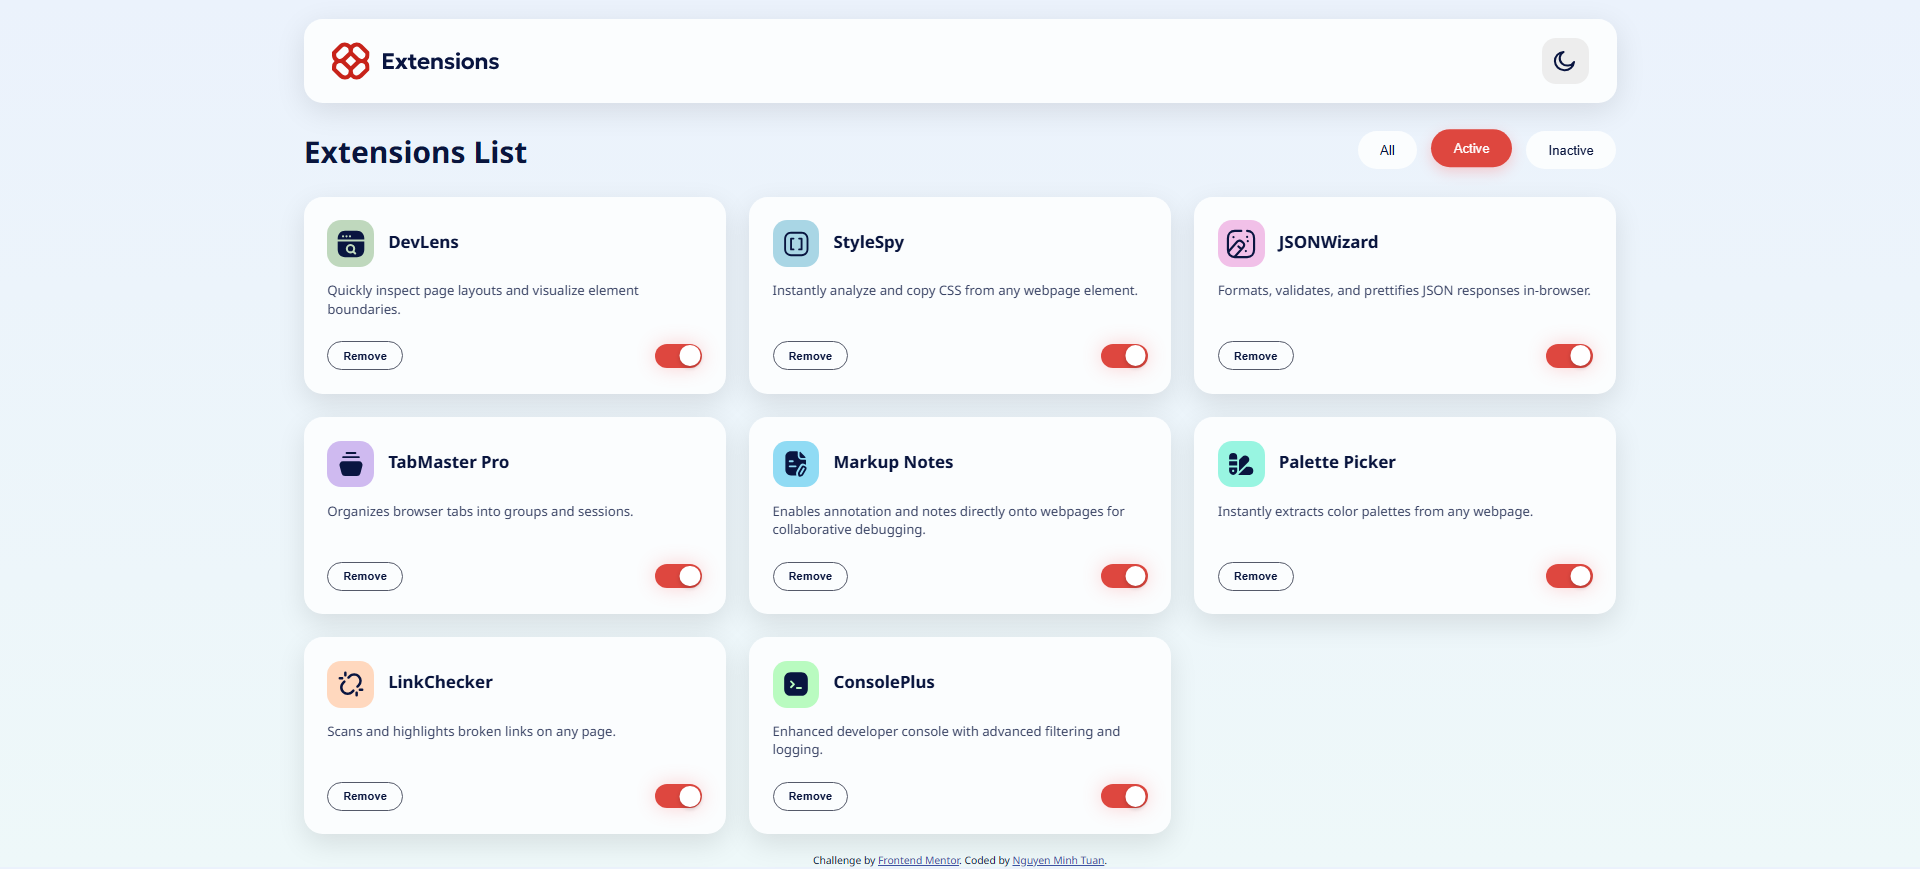 Extensions
Extensions List
All
Active
Inactive
DevLens
Quickly inspect page layouts and visualize element
boundaries.
Remove
StyleSpy
Instantly analyze and copy CSS from any webpage element.
Remove
JSONWizard
Formats, validates, and prettifies JSON responses in-browser.
Remove
TabMaster Pro
Organizes browser tabs into groups and sessions.
Remove
Markup Notes
Enables annotation and notes directly onto webpages for
collaborative debugging.
Remove
Palette Picker
Instantly extracts color palettes from any webpage.
Remove
LinkChecker
Scans and highlights broken links on any page.
Remove
ConsolePlus
Enhanced developer console with advanced filtering and
logging.
Remove
Challenge by Frontend Mentor. Coded by Nguyen Minh Tuan.